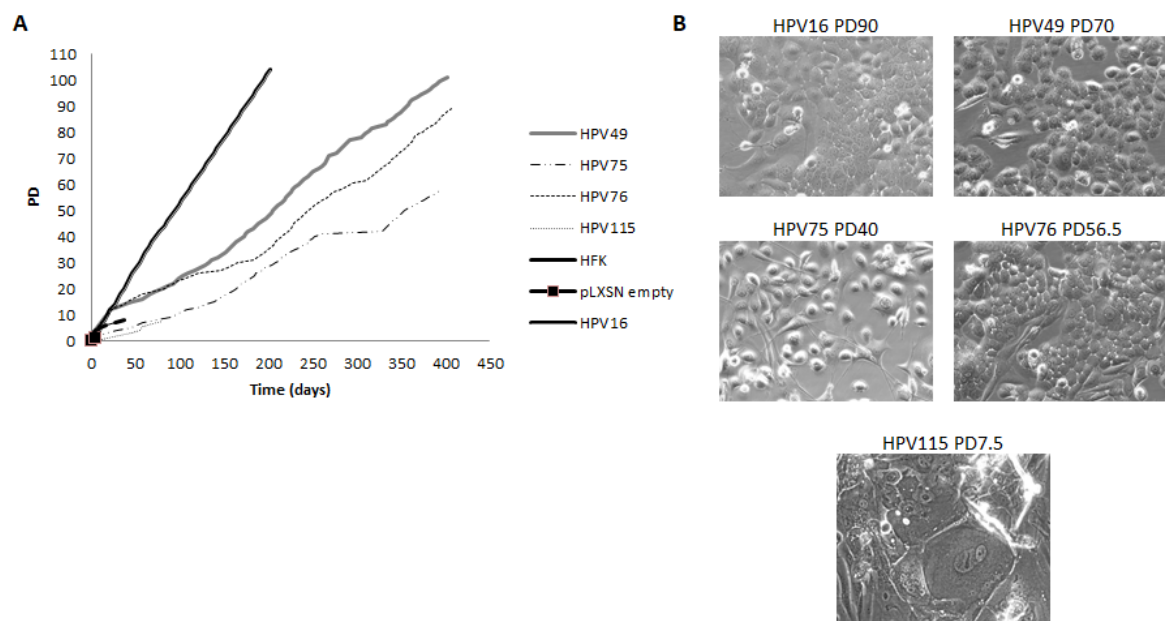 A
PD
110
100
90
80
70
60
50
40
30
20
10
0
0 50 100 150 200 250 300 350 400 450
Time (days)
HPV49
HPV75
HPV76
HPV115
HFK
pLXSN empty
HPV16
B
HPV16 PD90
HPV49 PD70
HPV75 PD40
HPV76 PD56.5
HPV115 PD7.5